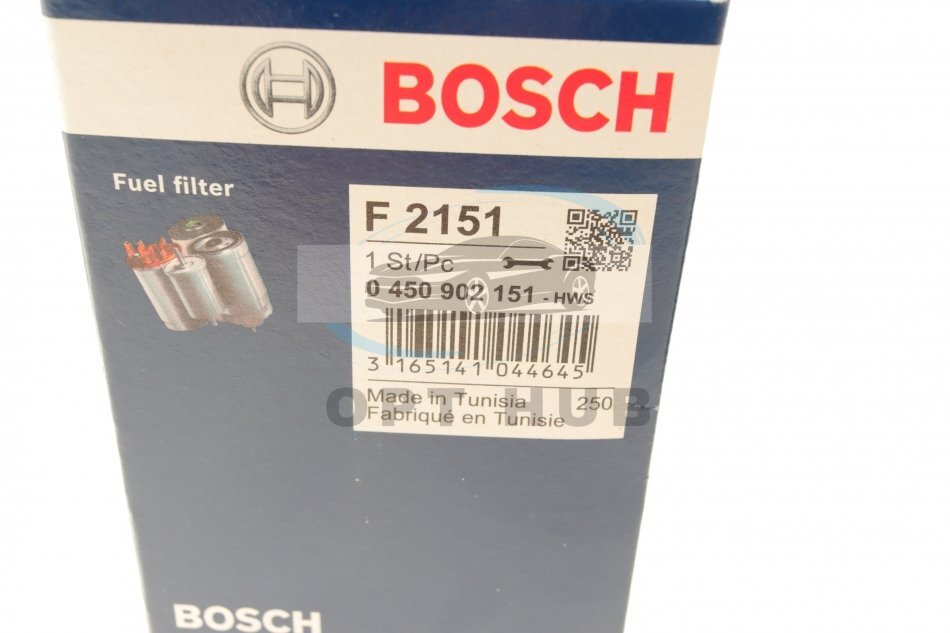 BOSCH
Fuel filter
F 2151
1 St/Pc
0 450 902 151 - HWS
3 165141 044645
Made in Tunisia 250
Fabriqué en Tunisie
OPT HUB
BOSCH